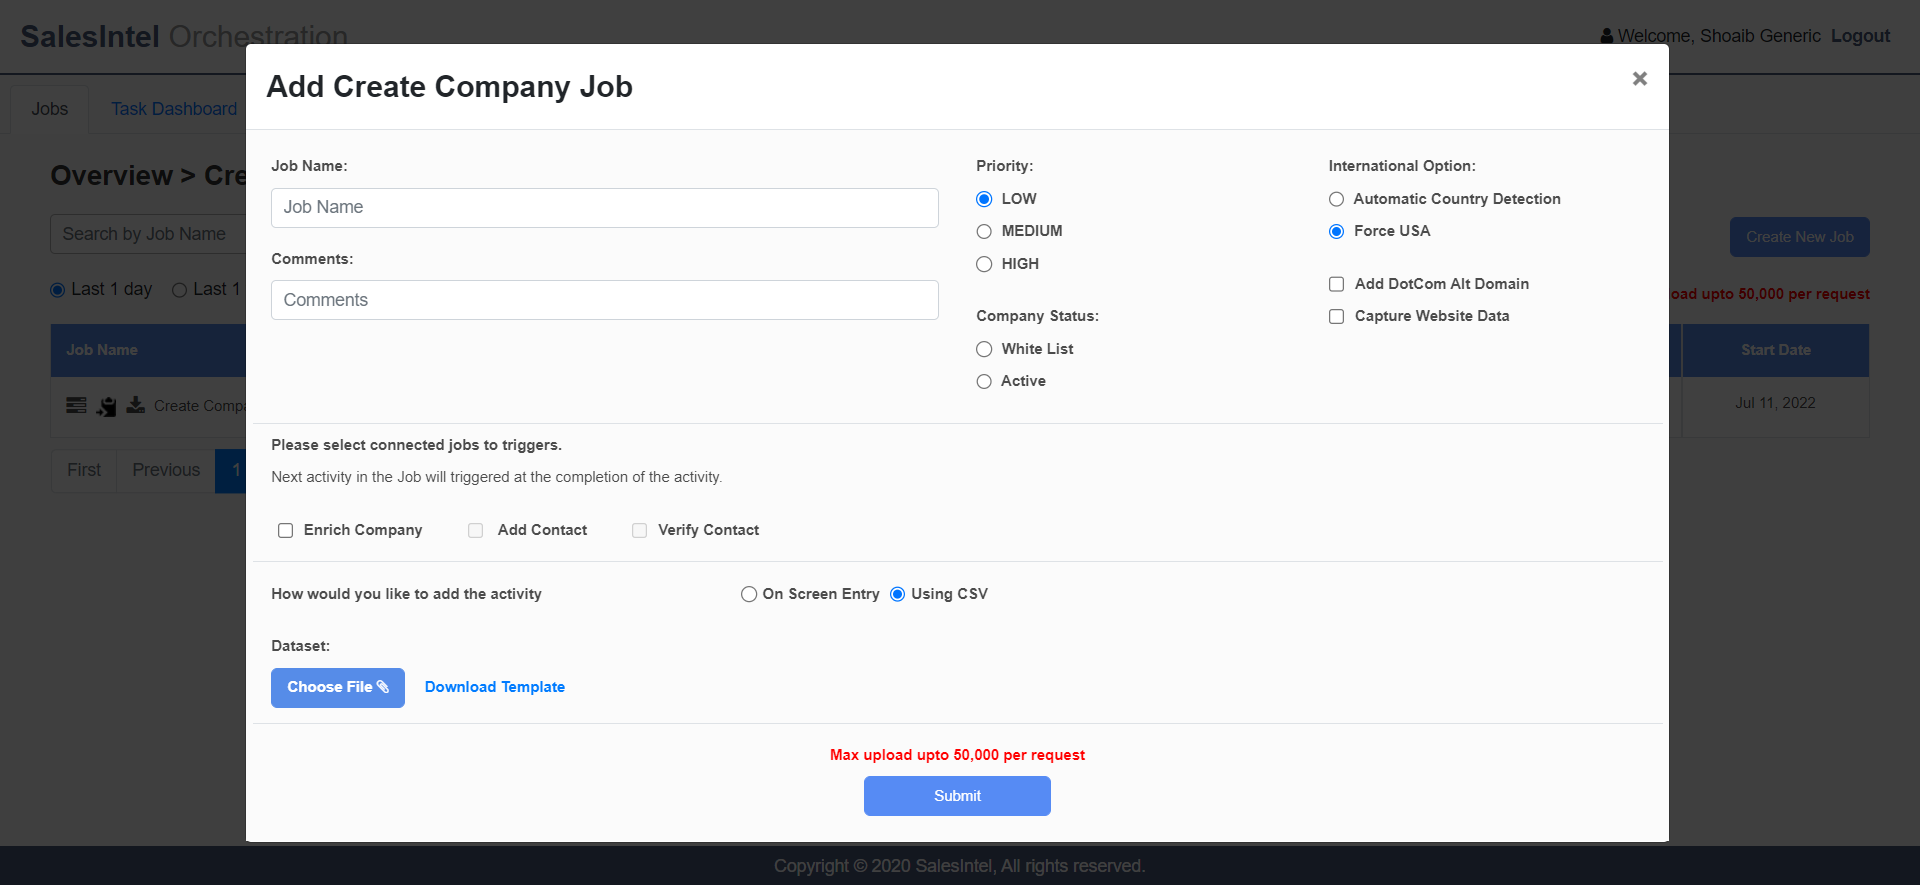 SalesIntel Orchestration
Welcome, Shoaib Generic Logout
Jobs
Task Dashboard
Overview > Cre
Search by Job Name
Create New Job
Last 1 day
Last 1
oad upto 50,000 per request
Job Name
Start Date
Create Compa
Jul 11, 2022
First
Previous
1
Add Create Company Job
×
Job Name:
Job Name
Comments:
Comments
Priority:
LOW
MEDIUM
HIGH
Company Status:
White List
Active
International Option:
Automatic Country Detection
Force USA
Add DotCom Alt Domain
Capture Website Data
Please select connected jobs to triggers.
Next activity in the Job will triggered at the completion of the activity.
Enrich Company
Add Contact
Verify Contact
How would you like to add the activity
On Screen Entry
Using CSV
Dataset:
Choose File
Download Template
Max upload upto 50,000 per request
Submit
Copyright © 2020 SalesIntel, All rights reserved.